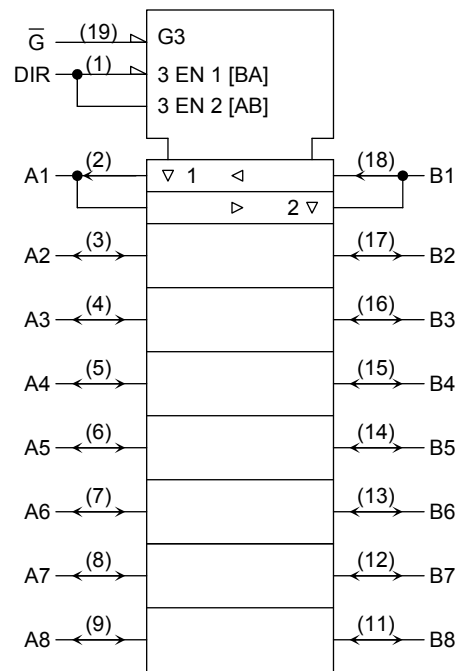 G̅ (19) G3
DIR (1) 3 EN 1 [BA]
3 EN 2 [AB]
A1 (2) ▽ 1 ◁ (18) B1
▷ 2 ▽
A2 (3) (17) B2
A3 (4) (16) B3
A4 (5) (15) B4
A5 (6) (14) B5
A6 (7) (13) B6
A7 (8) (12) B7
A8 (9) (11) B8